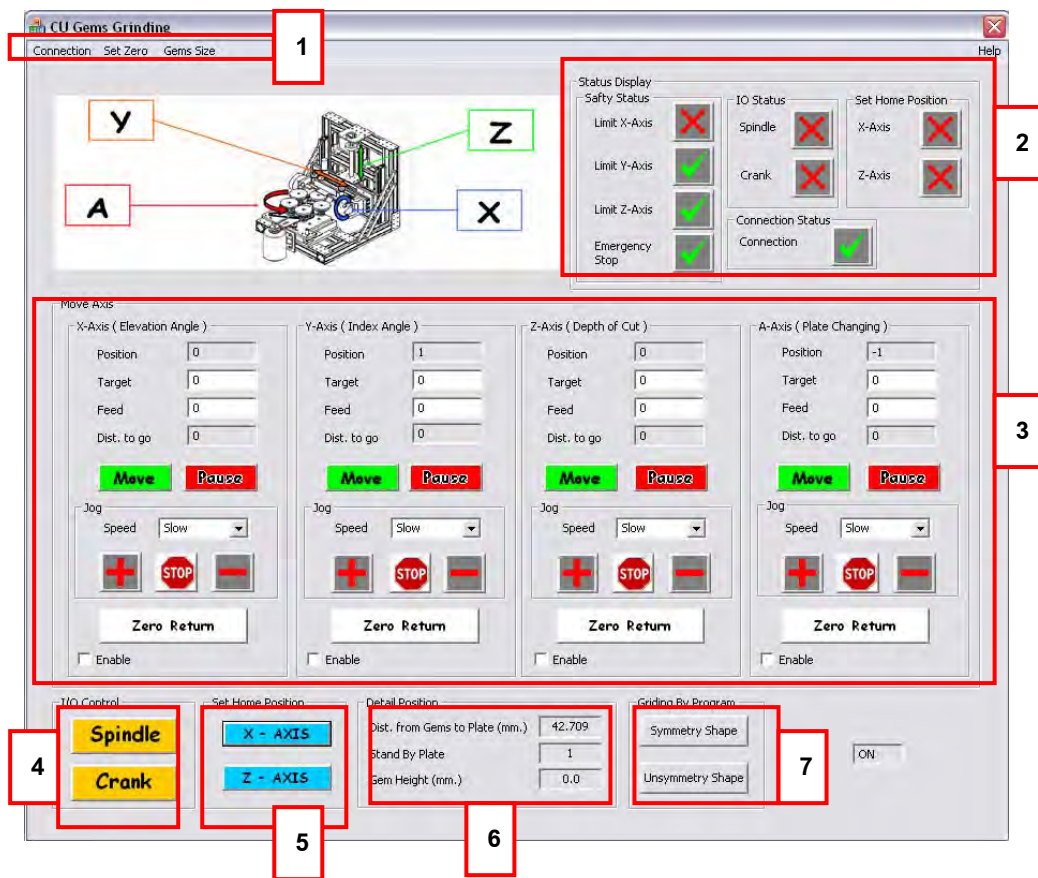 CU Gems Grinding
Connection Set Zero Gems Size Help
1
Y
Z
A
X
Status Display
Safty Status
Limit X-Axis
Limit Y-Axis
Limit Z-Axis
Emergency
Stop
IO Status
Spindle
Crank
Set Home Position
X-Axis
Z-Axis
Connection Status
Connection
2
Move Axis
X-Axis ( Elevation Angle )
Position 0
Target 0
Feed 0
Dist. to go 0
Move Pause
Jog
Speed Slow
STOP
Zero Return
Enable
Y-Axis ( Index Angle )
Position 1
Target 0
Feed 0
Dist. to go 0
Move Pause
Jog
Speed Slow
STOP
Zero Return
Enable
Z-Axis ( Depth of Cut )
Position 0
Target 0
Feed 0
Dist. to go 0
Move Pause
Jog
Speed Slow
STOP
Zero Return
Enable
A-Axis ( Plate Changing )
Position -1
Target 0
Feed 0
Dist. to go 0
Move Pause
Jog
Speed Slow
STOP
Zero Return
Enable
3
I/O Control
Spindle
Crank
4
Set Home Position
X - AXIS
Z - AXIS
5
Detail Position
Dist. from Gems to Plate (mm.) 42.709
Stand By Plate 1
Gem Height (mm.) 0.0
6
Griding By Program
Symmetry Shape
Unsymmetry Shape
7
ON